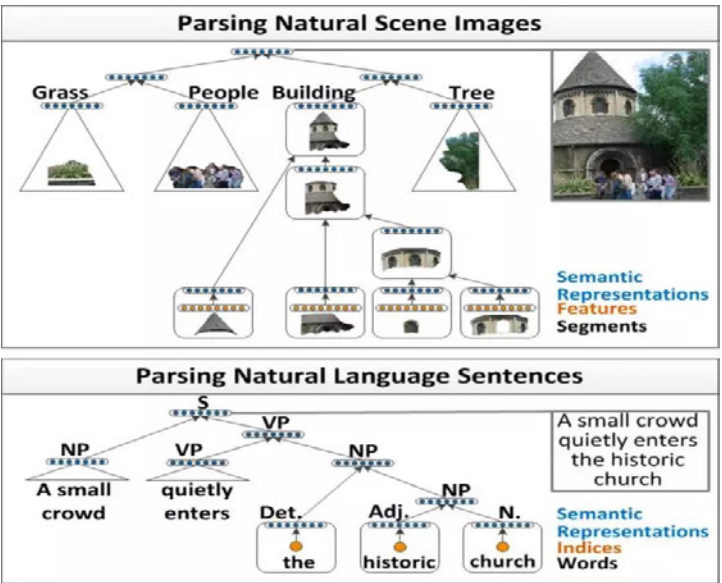 Parsing Natural Scene Images
Grass People Building Tree
Semantic
Representations
Features
Segments
Parsing Natural Language Sentences
S
VP
NP VP NP
A small crowd
quietly enters
NP
Det. Adj. N.
the historic church
A small crowd
quietly enters
the historic
church
Semantic
Representations
Indices
Words